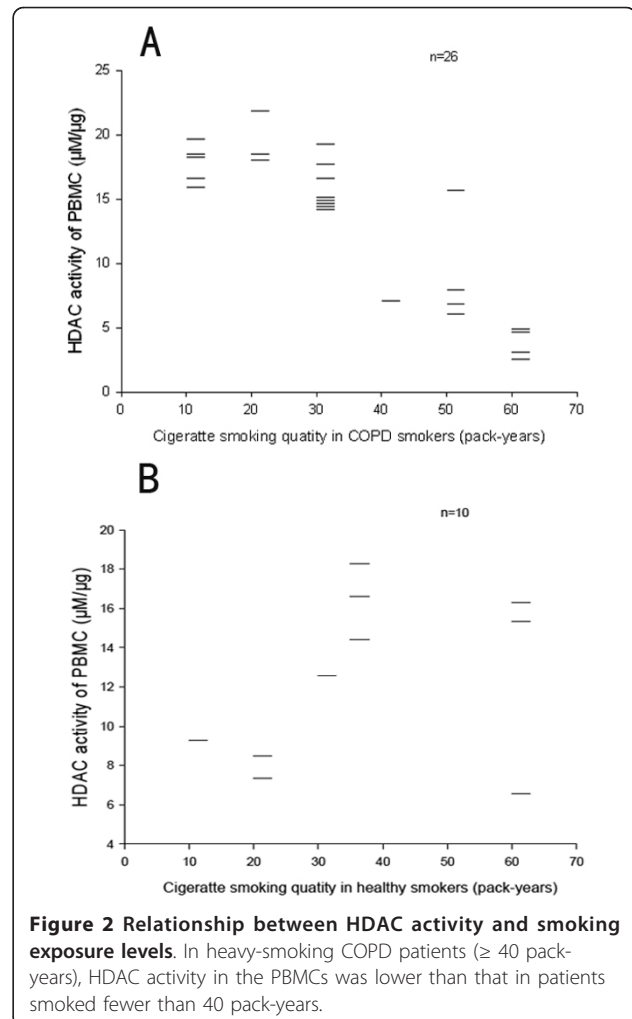 A
n=26
HDAC activity of PBMC (µM/µg)
25
20
15
10
5
0
0 10 20 30 40 50 60 70
Cigeratte smoking quatity in COPD smokers (pack-years)
B
n=10
HDAC activity of PBMC (µM/µg)
20
18
16
14
12
10
8
6
4
0 10 20 30 40 50 60 70
Cigeratte smoking quatity in healthy smokers (pack-years)
Figure 2 Relationship between HDAC activity and smoking
exposure levels. In heavy-smoking COPD patients (≥ 40 pack-
years), HDAC activity in the PBMCs was lower than that in patients
smoked fewer than 40 pack-years.